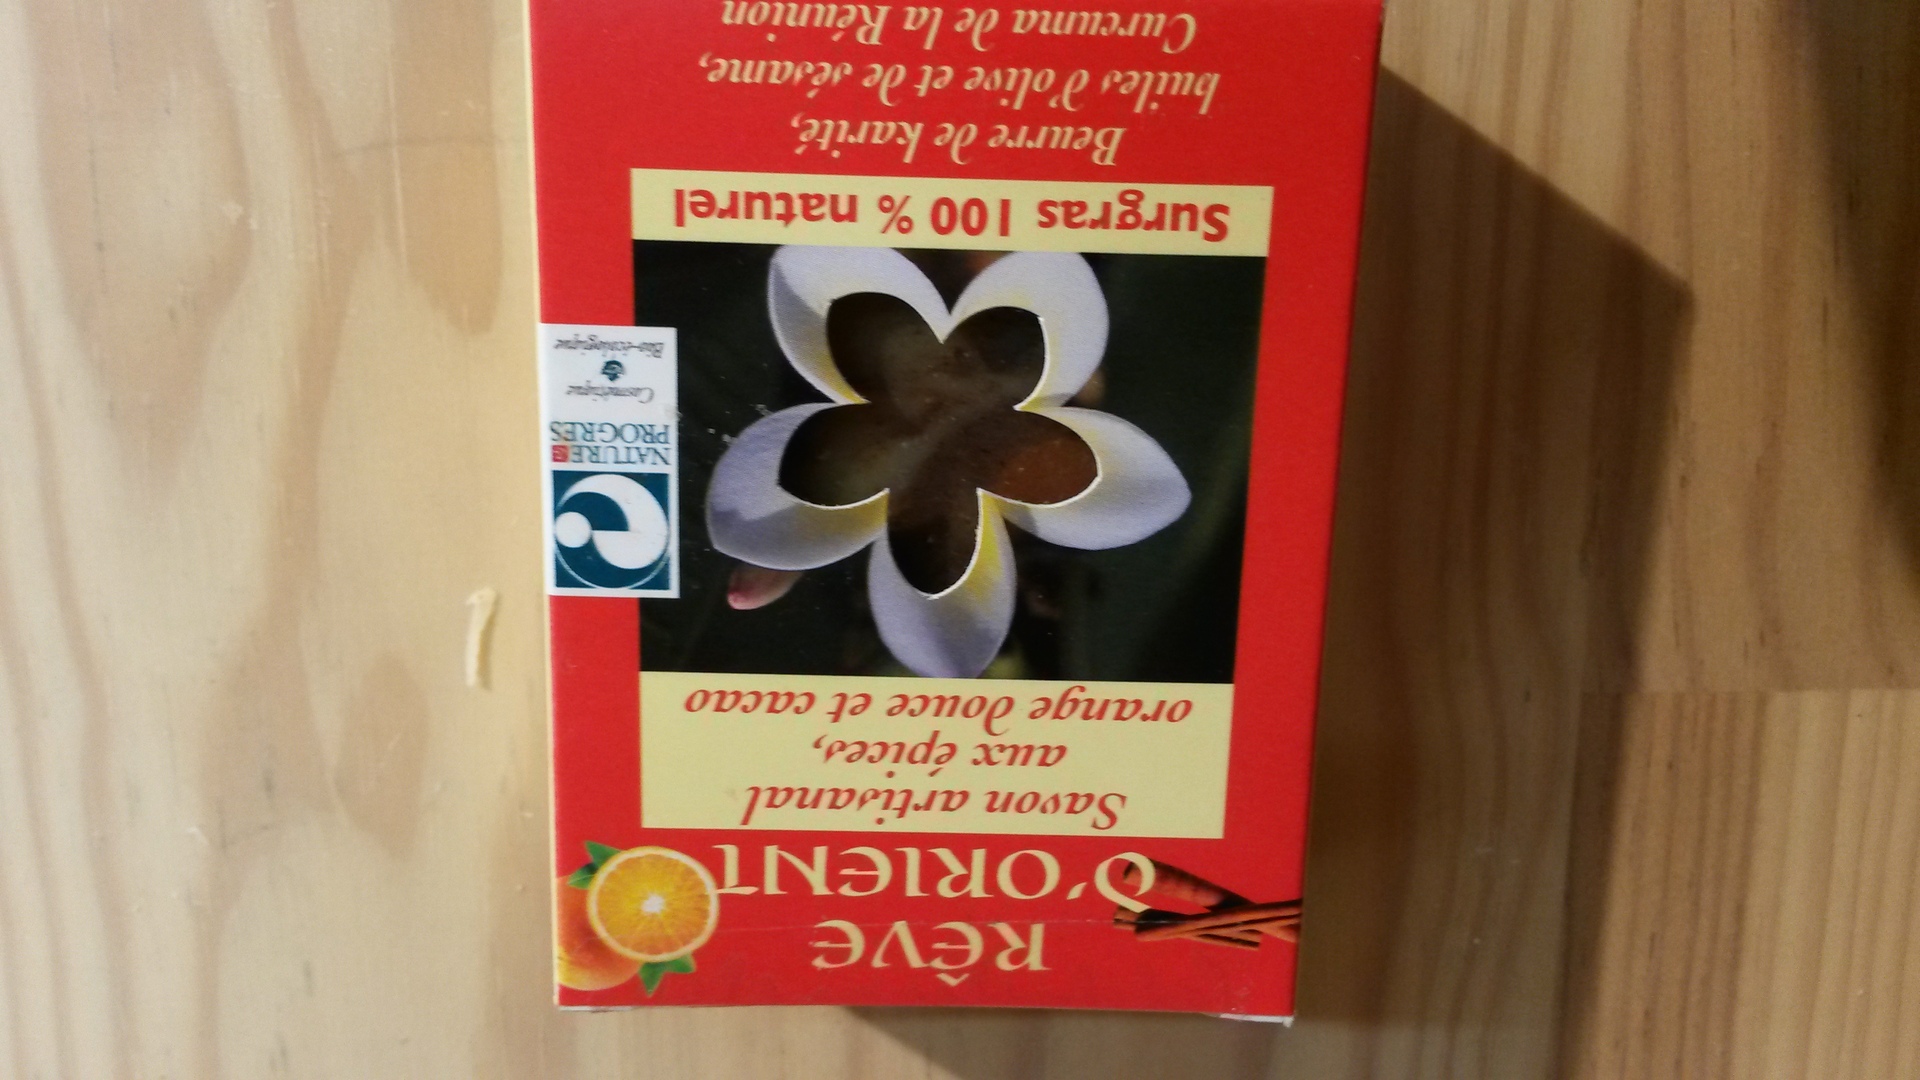 RÊVE
D'ORIENT
Savon artisanal
aux épices,
orange douce et cacao
NATURE &
PROGRES
Cosmétique
Bio-écologique
Surgras 100 % naturel
Beurre de karité,
huiles d'olive et de sésame,
Curcuma de la Réunion